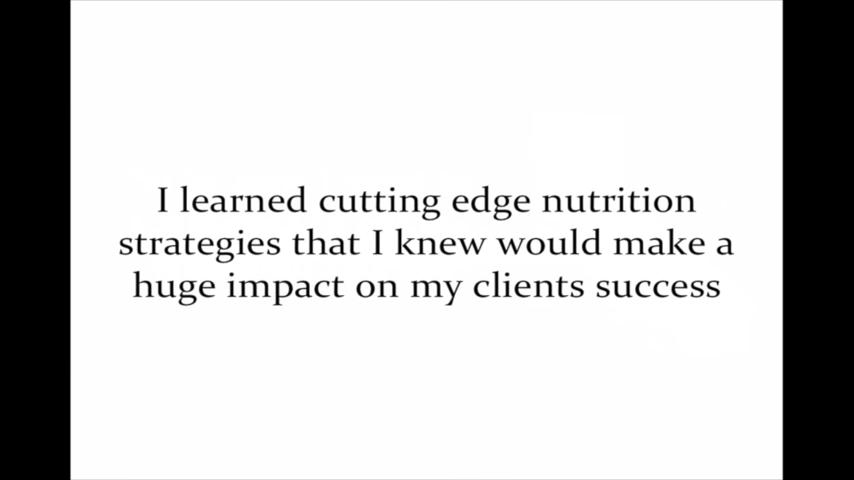 I learned cutting edge nutrition
strategies that I knew would make a
huge impact on my clients success